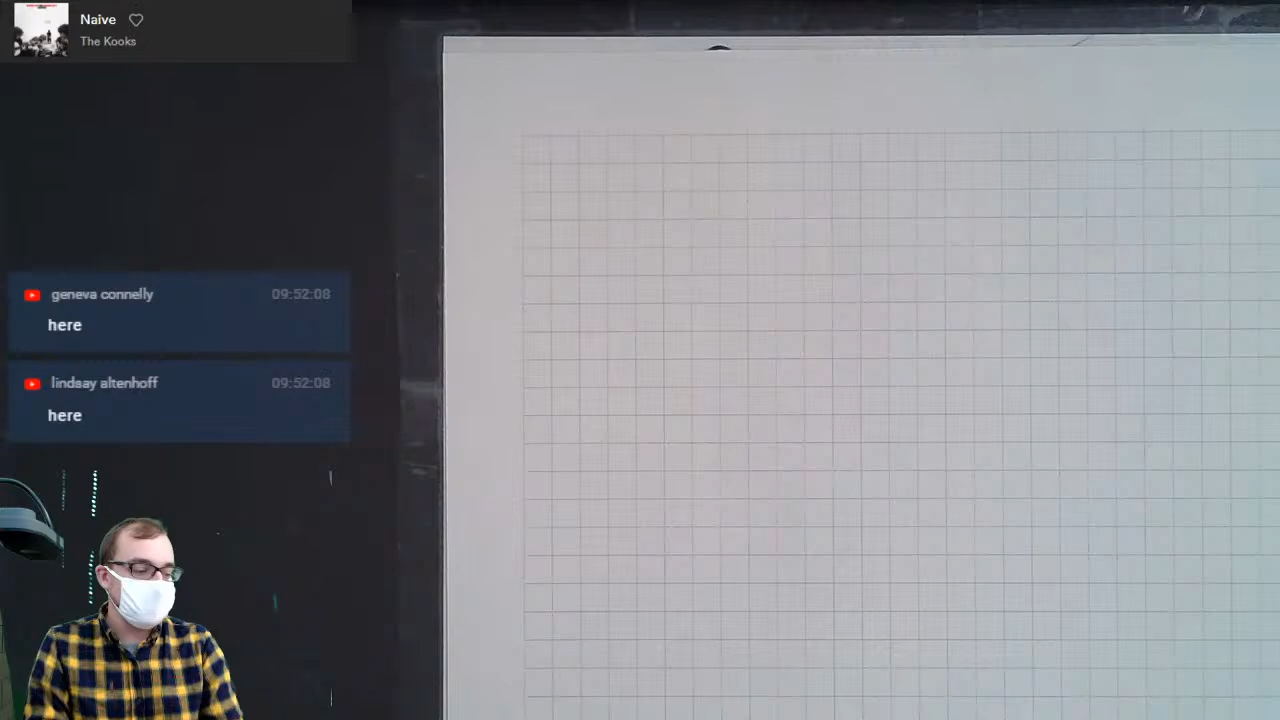 Naive
The Kooks
geneva connelly 09:52:08
here
lindsay altenhoff 09:52:08
here